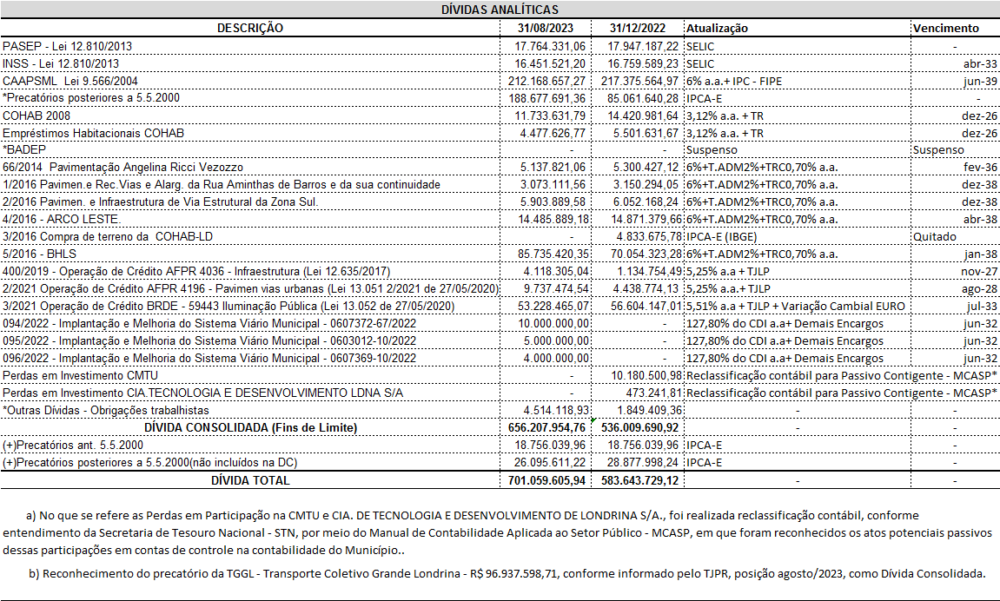 DÍVIDAS ANALÍTICAS
DESCRIÇÃO 31/08/2023 31/12/2022 Atualização Vencimento
PASEP - Lei 12.810/2013 17.764.331,06 17.947.187,22 SELIC -
INSS - Lei 12.810/2013 16.451.521,20 16.759.589,23 SELIC abr-33
CAAPSML Lei 9.566/2004 212.168.657,27 217.375.564,97 6% a.a.+ IPC - FIPE jun-39
*Precatórios posteriores a 5.5.2000 188.677.691,36 85.061.640,28 IPCA-E -
COHAB 2008 11.733.631,79 14.420.981,64 3,12% a.a. + TR dez-26
Empréstimos Habitacionais COHAB 4.477.626,77 5.501.631,67 3,12% a.a. + TR dez-26
*BADEP - - Suspenso Suspenso
66/2014 Pavimentação Angelina Ricci Vezozzo 5.137.821,06 5.300.427,12 6%+T.ADM2%+TRC0,70% a.a. fev-36
1/2016 Pavimen.e Rec.Vias e Alarg. da Rua Aminthas de Barros e da sua continuidade 3.073.111,56 3.150.294,05 6%+T.ADM2%+TRC0,70% a.a. dez-38
2/2016 Pavimen. e Infraestrutura de Via Estrutural da Zona Sul. 5.903.889,58 6.052.168,24 6%+T.ADM2%+TRC0,70% a.a. dez-38
4/2016 - ARCO LESTE. 14.485.889,18 14.871.379,66 6%+T.ADM2%+TRC0,70% a.a. abr-38
3/2016 Compra de terreno da COHAB-LD - 4.833.675,78 IPCA-E (IBGE) Quitado
5/2016 - BHLS 85.735.420,35 70.054.323,28 6%+T.ADM2%+TRC0,70% a.a. jan-38
400/2019 - Operação de Crédito AFPR 4036 - Infraestrutura (Lei 12.635/2017) 4.118.305,04 1.134.754,49 5,25% a.a + TJLP nov-27
2/2021 Operação de Crédito AFPR 4196 - Pavimen vias urbanas (Lei 13.051 2/2021 de 27/05/2020) 9.737.474,54 4.438.774,13 5,25% a.a + TJLP ago-28
3/2021 Operação de Crédito BRDE - 59443 Iluminação Pública (Lei 13.052 de 27/05/2020) 53.228.465,07 56.604.147,01 5,51% a.a + TJLP + Variação Cambial EURO jul-33
094/2022 - Implantação e Melhoria do Sistema Viário Municipal - 0607372-67/2022 10.000.000,00 - 127,80% do CDI a.a+ Demais Encargos jun-32
095/2022 - Implantação e Melhoria do Sistema Viário Municipal - 0603012-10/2022 5.000.000,00 - 127,80% do CDI a.a+ Demais Encargos jun-32
096/2022 - Implantação e Melhoria do Sistema Viário Municipal - 0607369-10/2022 4.000.000,00 - 127,80% do CDI a.a+ Demais Encargos jun-32
Perdas em Investimento CMTU - 10.180.500,98 Reclassificação contábil para Passivo Contigente - MCASP*
Perdas em Investimento CIA.TECNOLOGIA E DESENVOLVIMENTO LDNA S/A - 473.241,81 Reclassificação contábil para Passivo Contigente - MCASP*
*Outras Dívidas - Obrigações trabalhistas 4.514.118,93 1.849.409,36
DÍVIDA CONSOLIDADA (Fins de Limite) 656.207.954,76 536.009.690,92 - -
(+)Precatórios ant. 5.5.2000 18.756.039,96 18.756.039,96 IPCA-E -
(+)Precatórios posteriores a 5.5.2000(não incluídos na DC) 26.095.611,22 28.877.998,24 IPCA-E -
DÍVIDA TOTAL 701.059.605,94 583.643.729,12 - -
a) No que se refere as Perdas em Participação na CMTU e CIA. DE TECNOLOGIA E DESENVOLVIMENTO DE LONDRINA S/A., foi realizada reclassificação contábil, conforme
entendimento da Secretaria de Tesouro Nacional - STN, por meio do Manual de Contabilidade Aplicada ao Setor Público - MCASP, em que foram reconhecidos os atos potenciais passivos
dessas participações em contas de controle na contabilidade do Município..
b) Reconhecimento do precatório da TGGL - Transporte Coletivo Grande Londrina - R$ 96.937.598,71, conforme informado pelo TJPR, posição agosto/2023, como Dívida Consolidada.